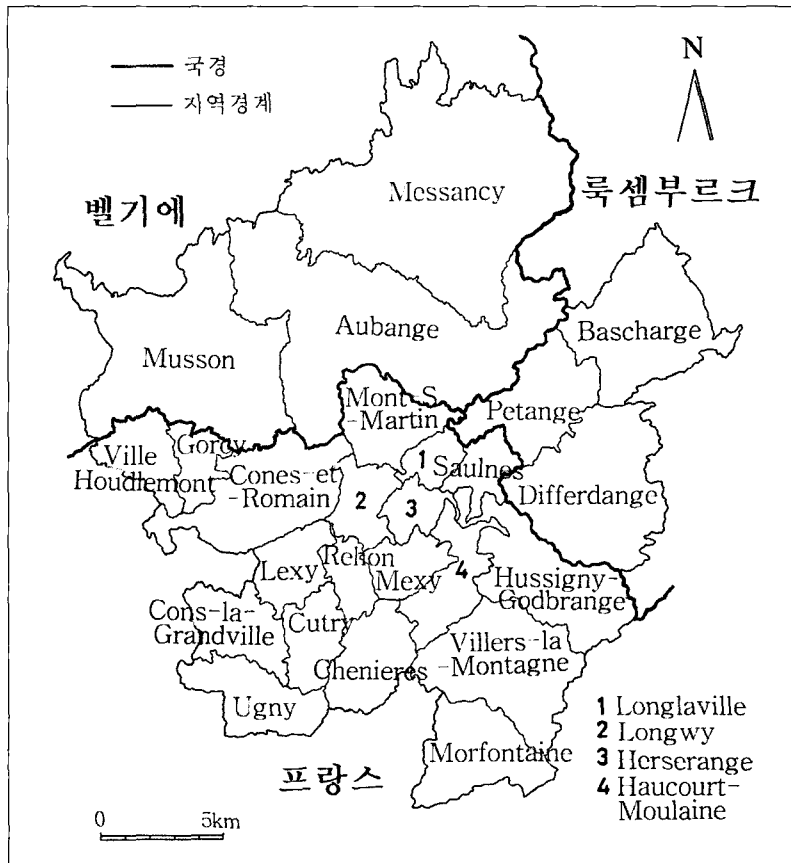 국경
지역경계
N
벨기에
룩셈부르크
Messancy
Aubange
Bascharge
Musson
Mont-S
-Martin
Petange
Gorcy
Ville
Houdlemont
Cones-et
-Romain
1
Saulnes
2
3
Differdange
Rehon
Lexy
Mexy
4
Hussigny-
Godbrange
Cons-la-
Grandville
Cutry
Villers-la
-Montagne
Chenieres
Ugny
Morfontaine
프랑스
1 Longlaville
2 Longwy
3 Herserange
4 Haucourt-
Moulaine
0 5km